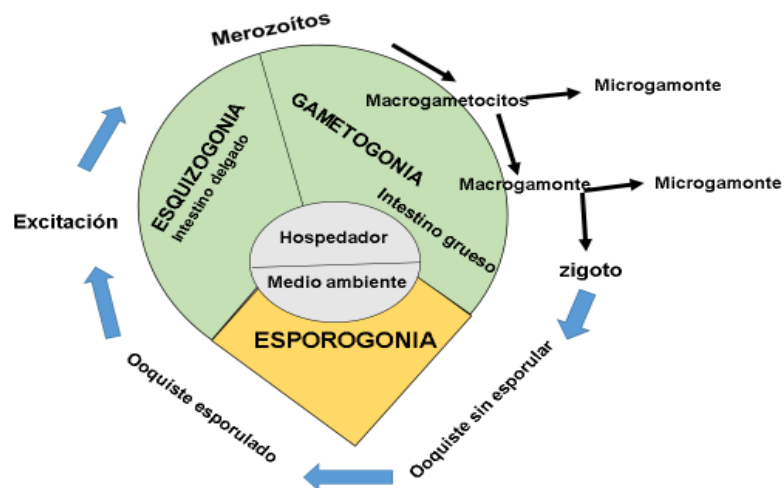 Merozoítos
Macrogametocitos
Microgamonte
GAMETOGONIA
ESQUIZOGONIA
Intestino delgado
Macrogamonte
Microgamonte
Intestino grueso
Excitación
Hospedador
Medio ambiente
zigoto
ESPOROGONIA
Ooquiste esporulado
Ooquiste sin esporular